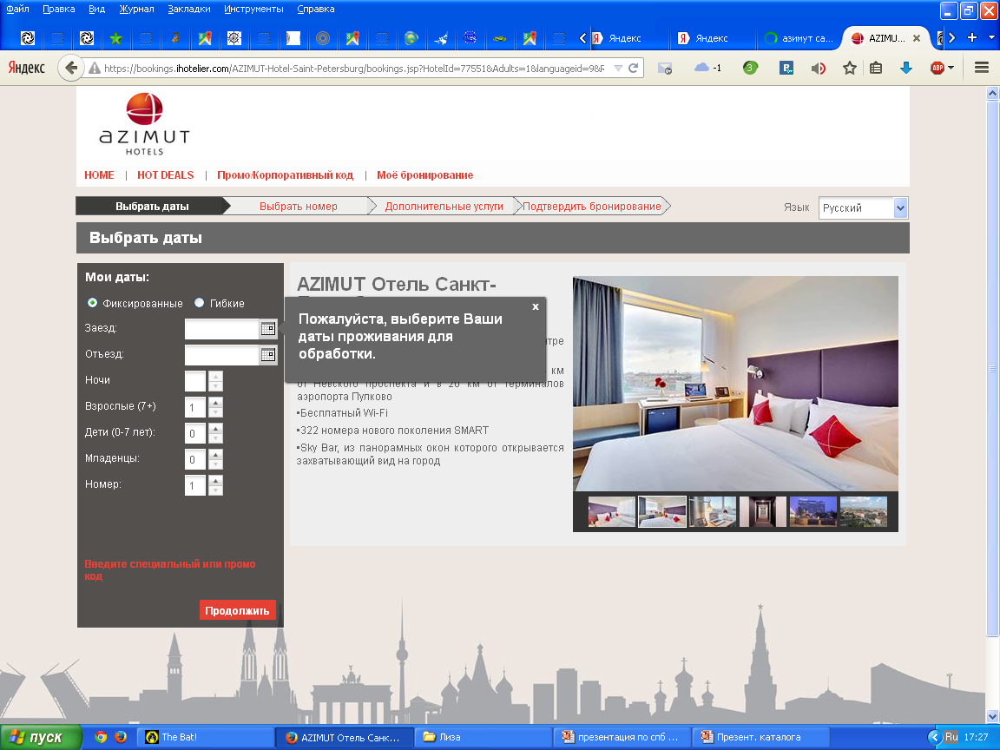 Файл Правка Вид Журнал Закладки Инструменты Справка
Яндекс Яндекс азимут са... AZIMU...
Яндекс https://bookings.ihotelier.com/AZIMUT-Hotel-Saint-Petersburg/bookings.jsp?HotelId=77551&Adults=1&languageid=9&F -1 3 ABP
AZIMUT
HOTELS
HOME | HOT DEALS | Промо/Корпоративный код | Моё бронирование
Выбрать даты Выбрать номер Дополнительные услуги Подтвердить бронирование Язык Русский
Выбрать даты
Мои даты:
Фиксированные Гибкие
Заезд:
Отъезд:
Ночи
Взрослые (7+) 1
Дети (0-7 лет): 0
Младенцы: 0
Номер: 1
Введите специальный или промо
код
Продолжить
AZIMUT Отель Санкт-
Пожалуйста, выберите Ваши
даты проживания для
обработки.
x
нтре
км
от Невского проспекта и в 20 км от терминалов
аэропорта Пулково
•Бесплатный Wi-Fi
•322 номера нового поколения SMART
•Sky Bar, из панорамных окон которого открывается
захватывающий вид на город
пуск The Bat! AZIMUT Отель Санк... Лиза презентация по спб ... Презент. каталога Ru 17:27